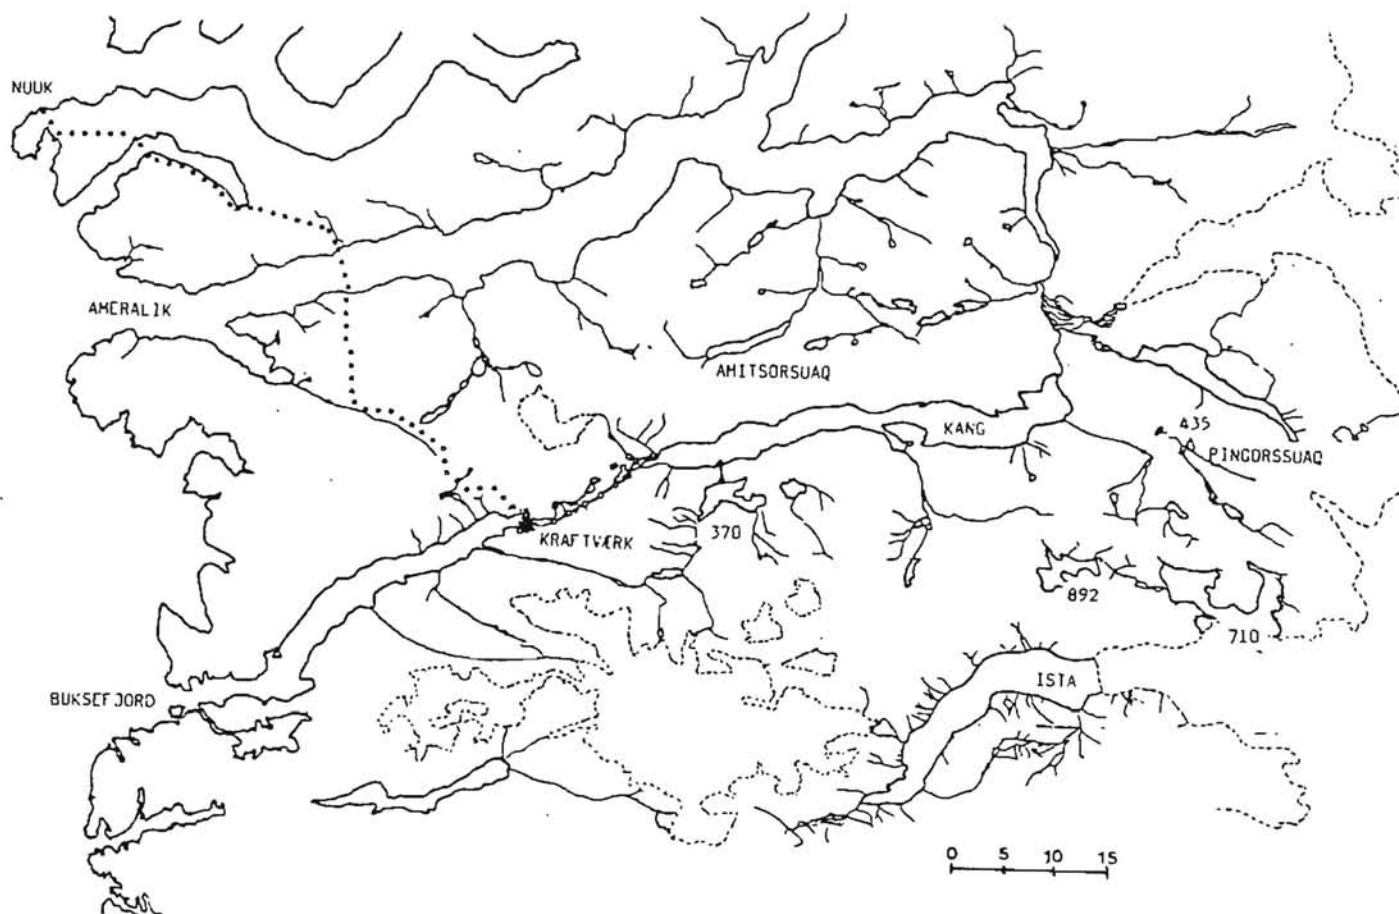 NUUK
AMERALIK
AMITSORSUAQ
KANG
435
PINGORSSUAQ
KRAFTVÆRK
370
892
710
ISTA
BUKSEFJORD
0 5 10 15